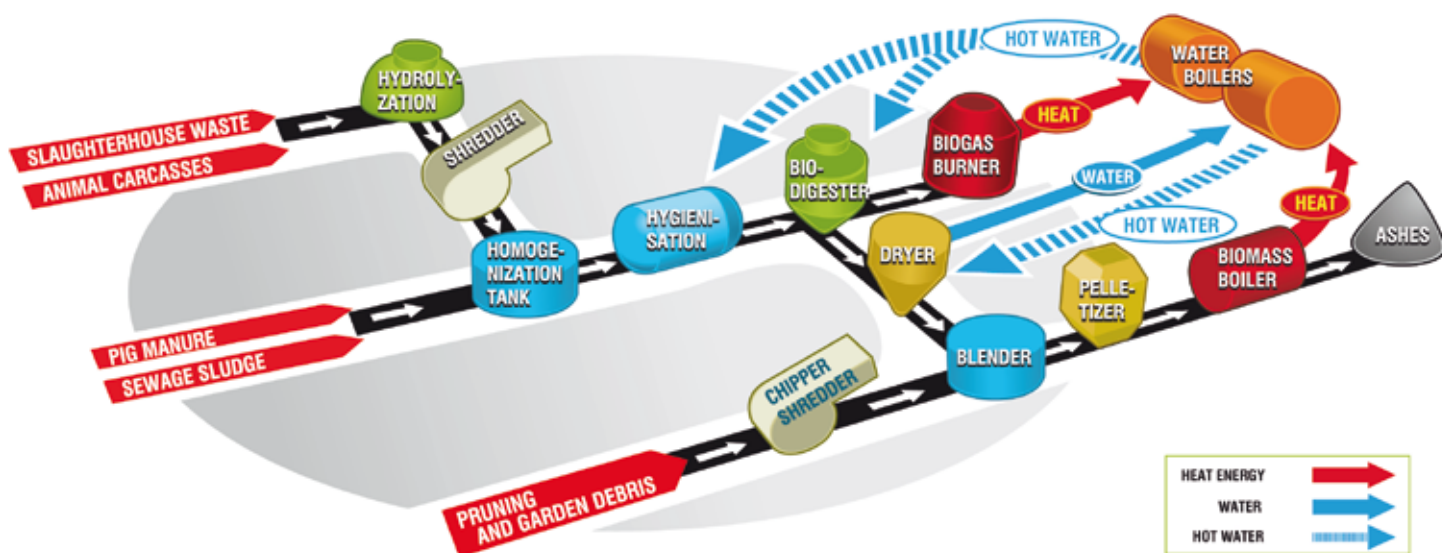 HOT WATER
WATER
BOILERS
HYDROLY-
ZATION
SLAUGHTERHOUSE WASTE
ANIMAL CARCASSES
SHREDDER
HEAT
BIOGAS
BURNER
BIO-
DIGESTER
WATER
HYGIENI-
SATION
HOT WATER
HEAT
ASHES
HOMOGE-
NIZATION
TANK
DRYER
BIOMASS
BOILER
PELLE-
TIZER
PIG MANURE
SEWAGE SLUDGE
BLENDER
CHIPPER
SHREDDER
PRUNING
AND GARDEN DEBRIS
HEAT ENERGY
WATER
HOT WATER